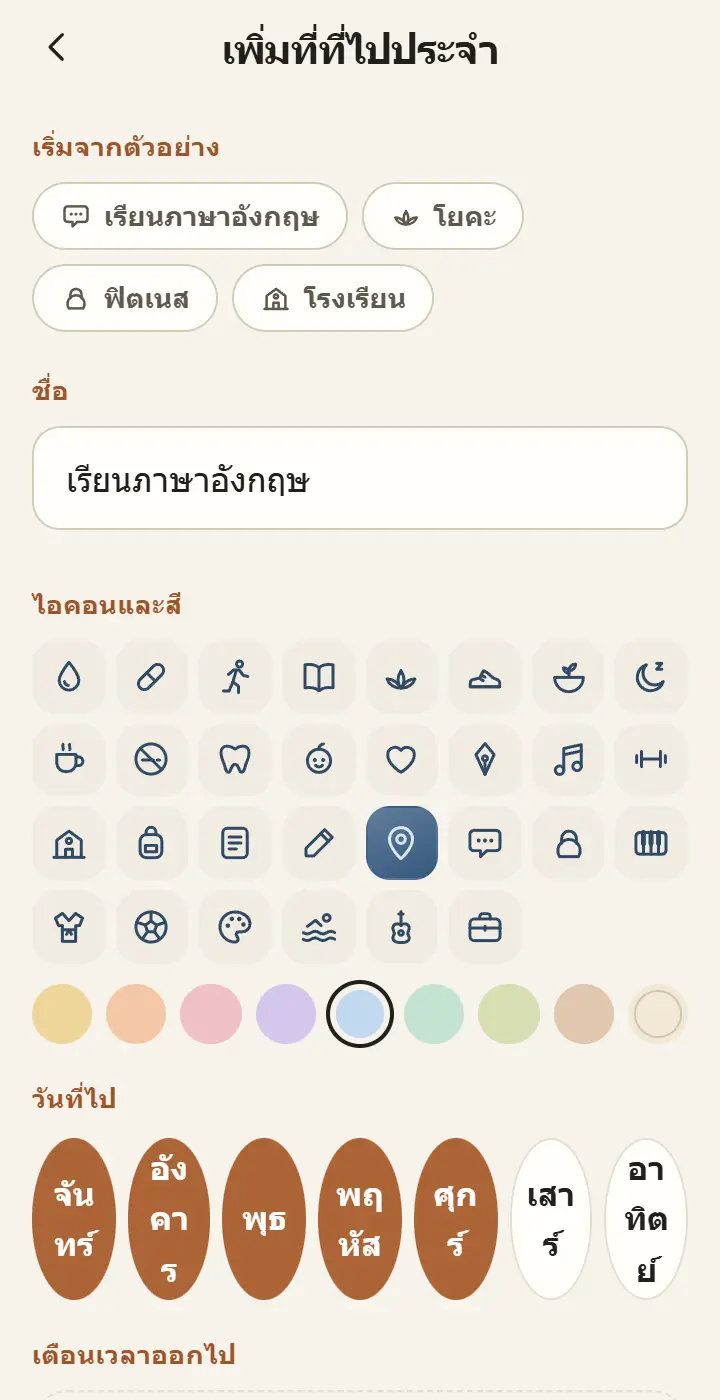 เพิ่มที่ที่ไปประจำ
เริ่มจากตัวอย่าง
เรียนภาษาอังกฤษ
โยคะ
ฟิตเนส
โรงเรียน
ชื่อ
เรียนภาษาอังกฤษ
ไอคอนและสี
วันที่ไป
จันทร์
อังคาร
พุธ
พฤหัส
ศุกร์
เสาร์
อาทิตย์
เตือนเวลาออกไป